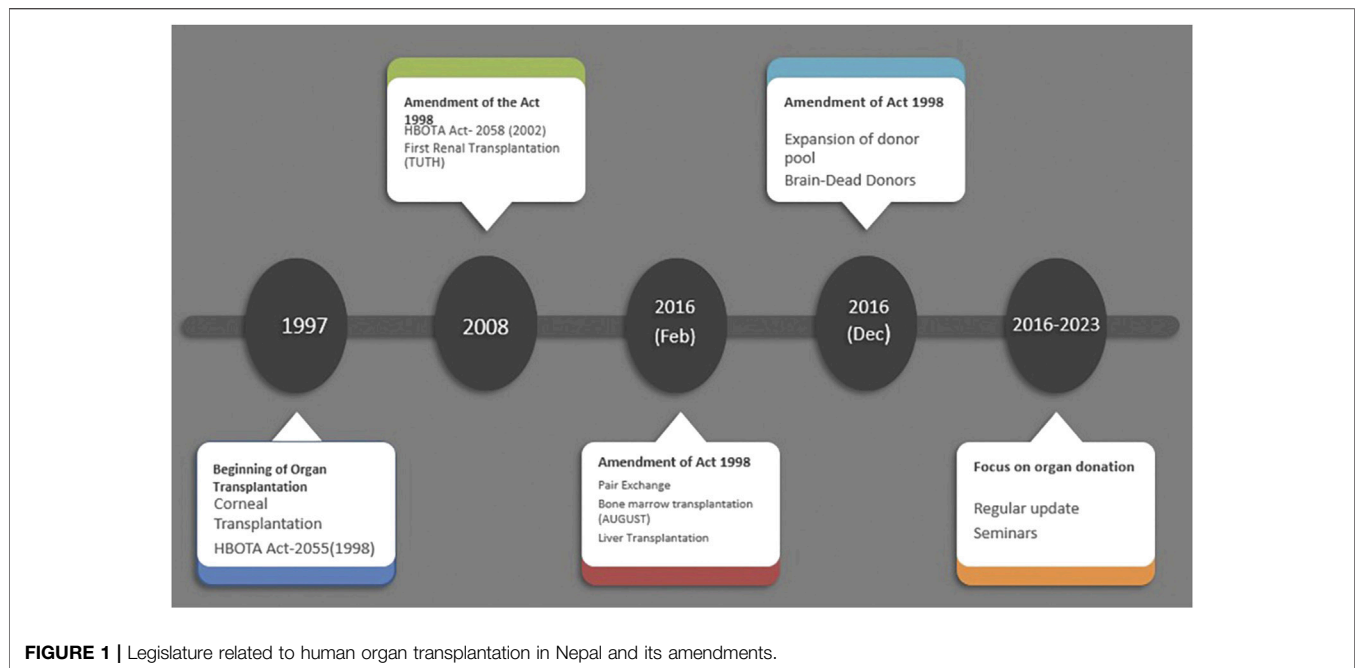 Amendment of the Act
1998
HBOTA Act- 2058 (2002)
First Renal Transplantation
(TUTH)
Amendment of Act 1998
Expansion of donor
pool
Brain-Dead Donors
1997
2008
2016
(Feb)
2016
(Dec)
2016-2023
Beginning of Organ
Transplantation
Corneal
Transplantation
HBOTA Act-2055(1998)
Amendment of Act 1998
Pair Exchange
Bone marrow transplantation
(AUGUST)
Liver Transplantation
Focus on organ donation
Regular update
Seminars
FIGURE 1 | Legislature related to human organ transplantation in Nepal and its amendments.